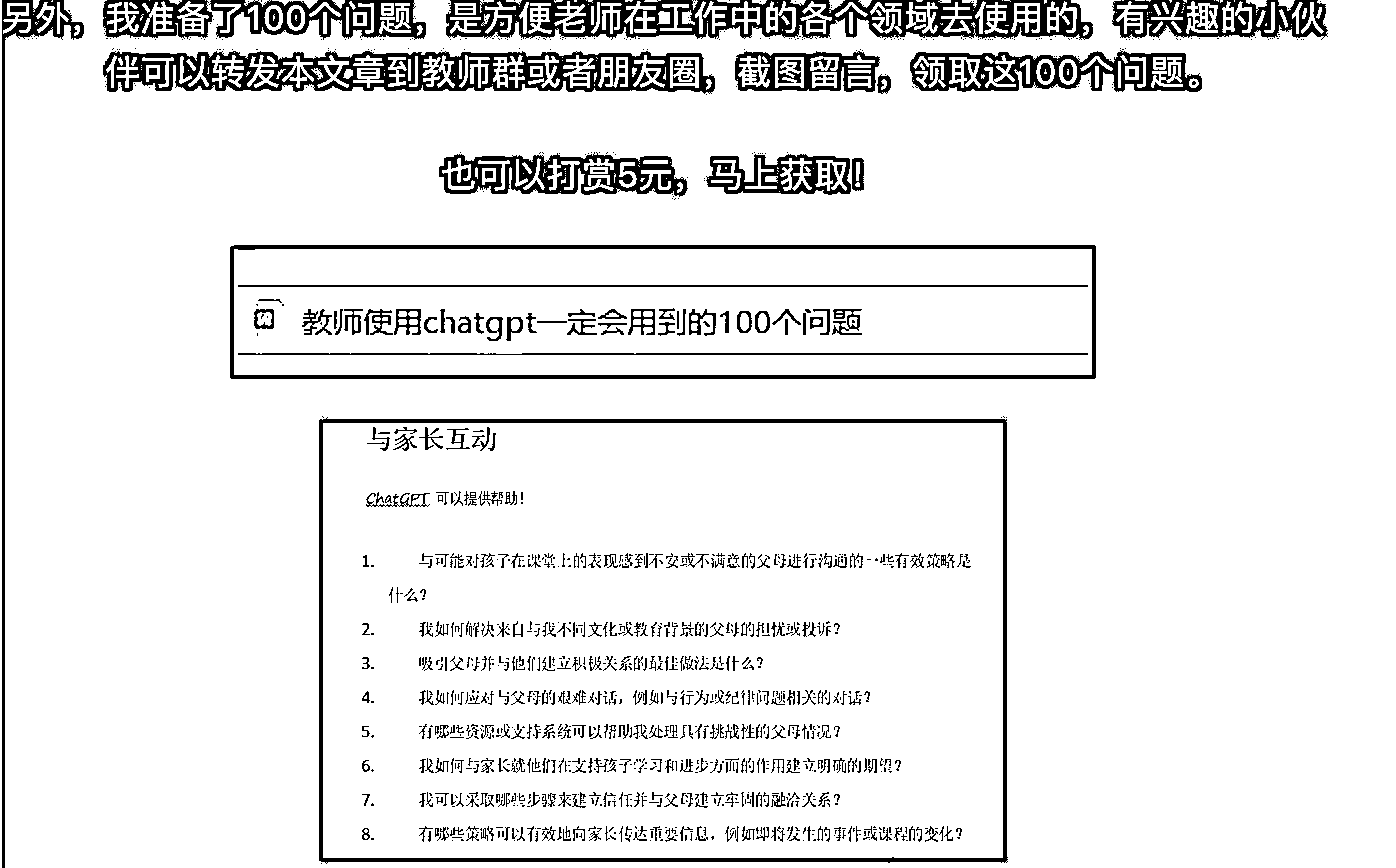 另外，我准备了100个问题，是方便老师在工作中的各个领域去使用的，有兴趣的小伙
伴可以转发本文章到教师群或者朋友圈，截图留言，领取这100个问题。
也可以打赏5元，马上获取！
教师使用chatgpt一定会用到的100个问题
与家长互动
ChatGPT 可以提供帮助！
1. 与可能对孩子在课堂上的表现感到不安或不满意的父母进行沟通的一些有效策略是
什么？
2. 我如何解决来自与我不同文化或教育背景的父母的担忧或投诉？
3. 吸引父母并与他们建立积极关系的最佳做法是什么？
4. 我如何应对与父母的艰难对话，例如与行为或纪律问题相关的对话？
5. 有哪些资源或支持系统可以帮助我处理具有挑战性的父母情况？
6. 我如何与家长就他们在支持孩子学习和进步方面的作用建立明确的期望？
7. 我可以采取哪些步骤来建立信任并与父母建立牢固的融洽关系？
8. 有哪些策略可以有效地向家长传达重要信息，例如即将发生的事件或课程的变化？